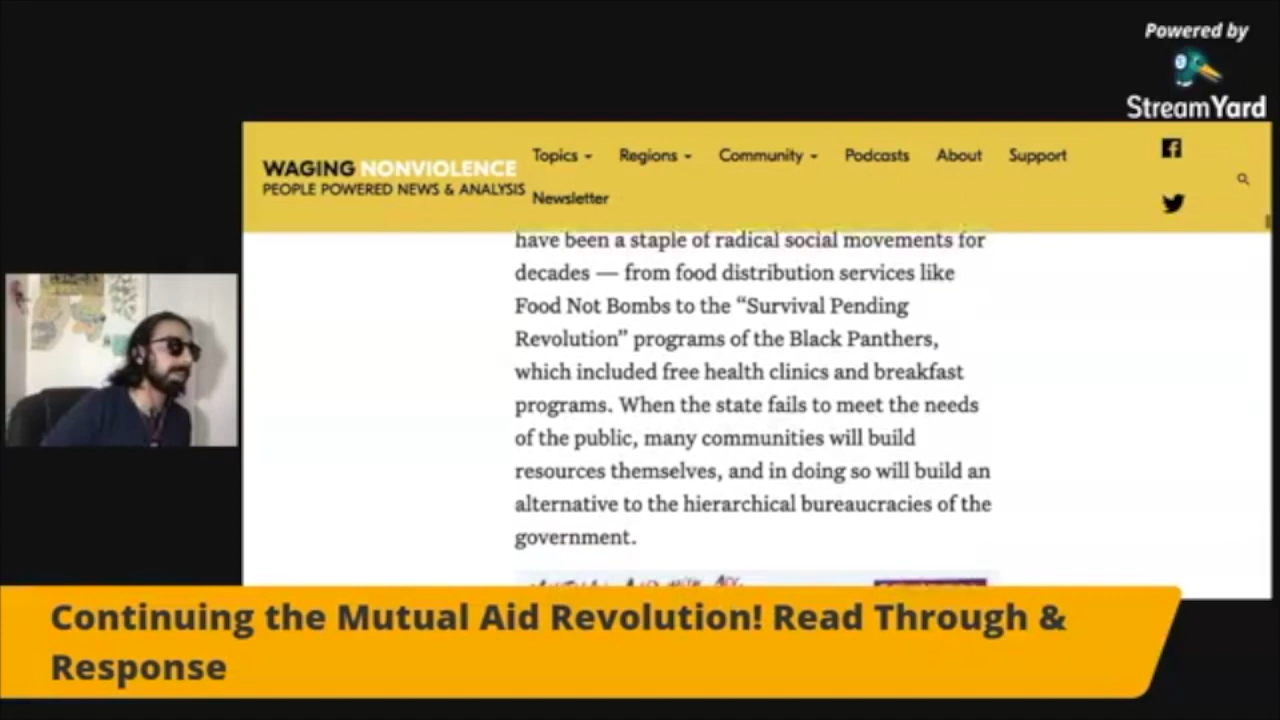 Powered by
StreamYard
WAGING NONVIOLENCE
PEOPLE POWERED NEWS & ANALYSIS
Topics Regions Community Podcasts About Support
Newsletter
have been a staple of radical social movements for
decades — from food distribution services like
Food Not Bombs to the “Survival Pending
Revolution” programs of the Black Panthers,
which included free health clinics and breakfast
programs. When the state fails to meet the needs
of the public, many communities will build
resources themselves, and in doing so will build an
alternative to the hierarchical bureaucracies of the
government.
Continuing the Mutual Aid Revolution! Read Through &
Response